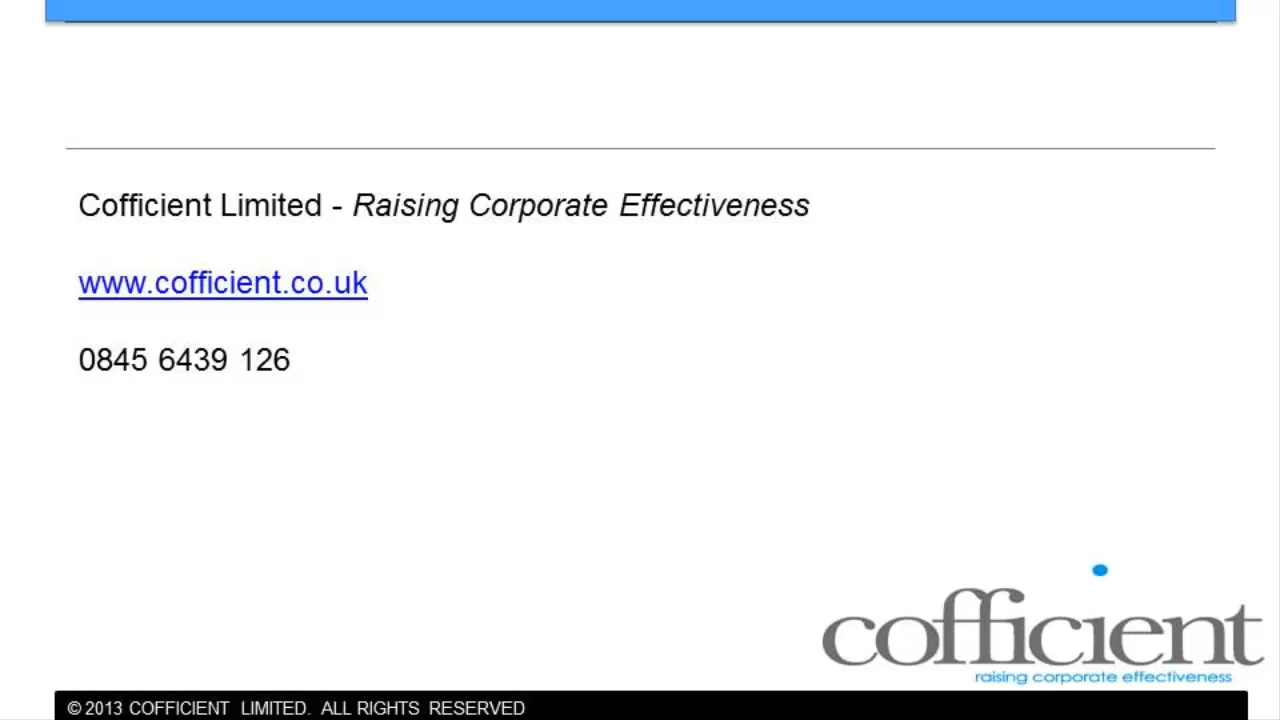 Cofficient Limited - Raising Corporate Effectiveness
www.cofficient.co.uk
0845 6439 126
cofficient
raising corporate effectiveness
© 2013 COFFICIENT LIMITED. ALL RIGHTS RESERVED